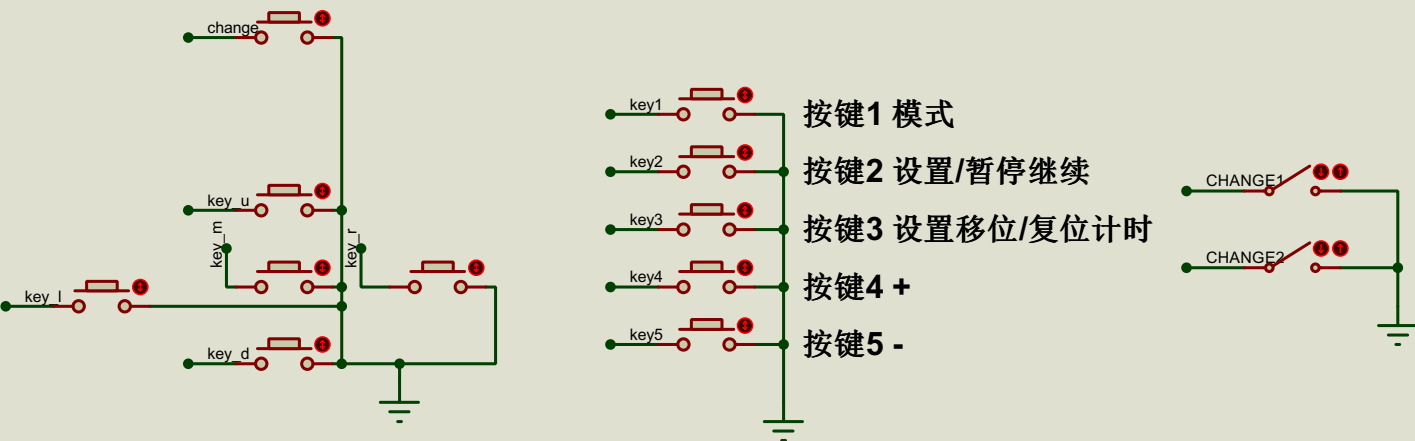 change
key_u
key_m
key_r
key_l
key_d
key1
按键1 模式
key2
按键2 设置/暂停继续
key3
按键3 设置移位/复位计时
key4
按键4 +
key5
按键5 -
CHANGE1
CHANGE2